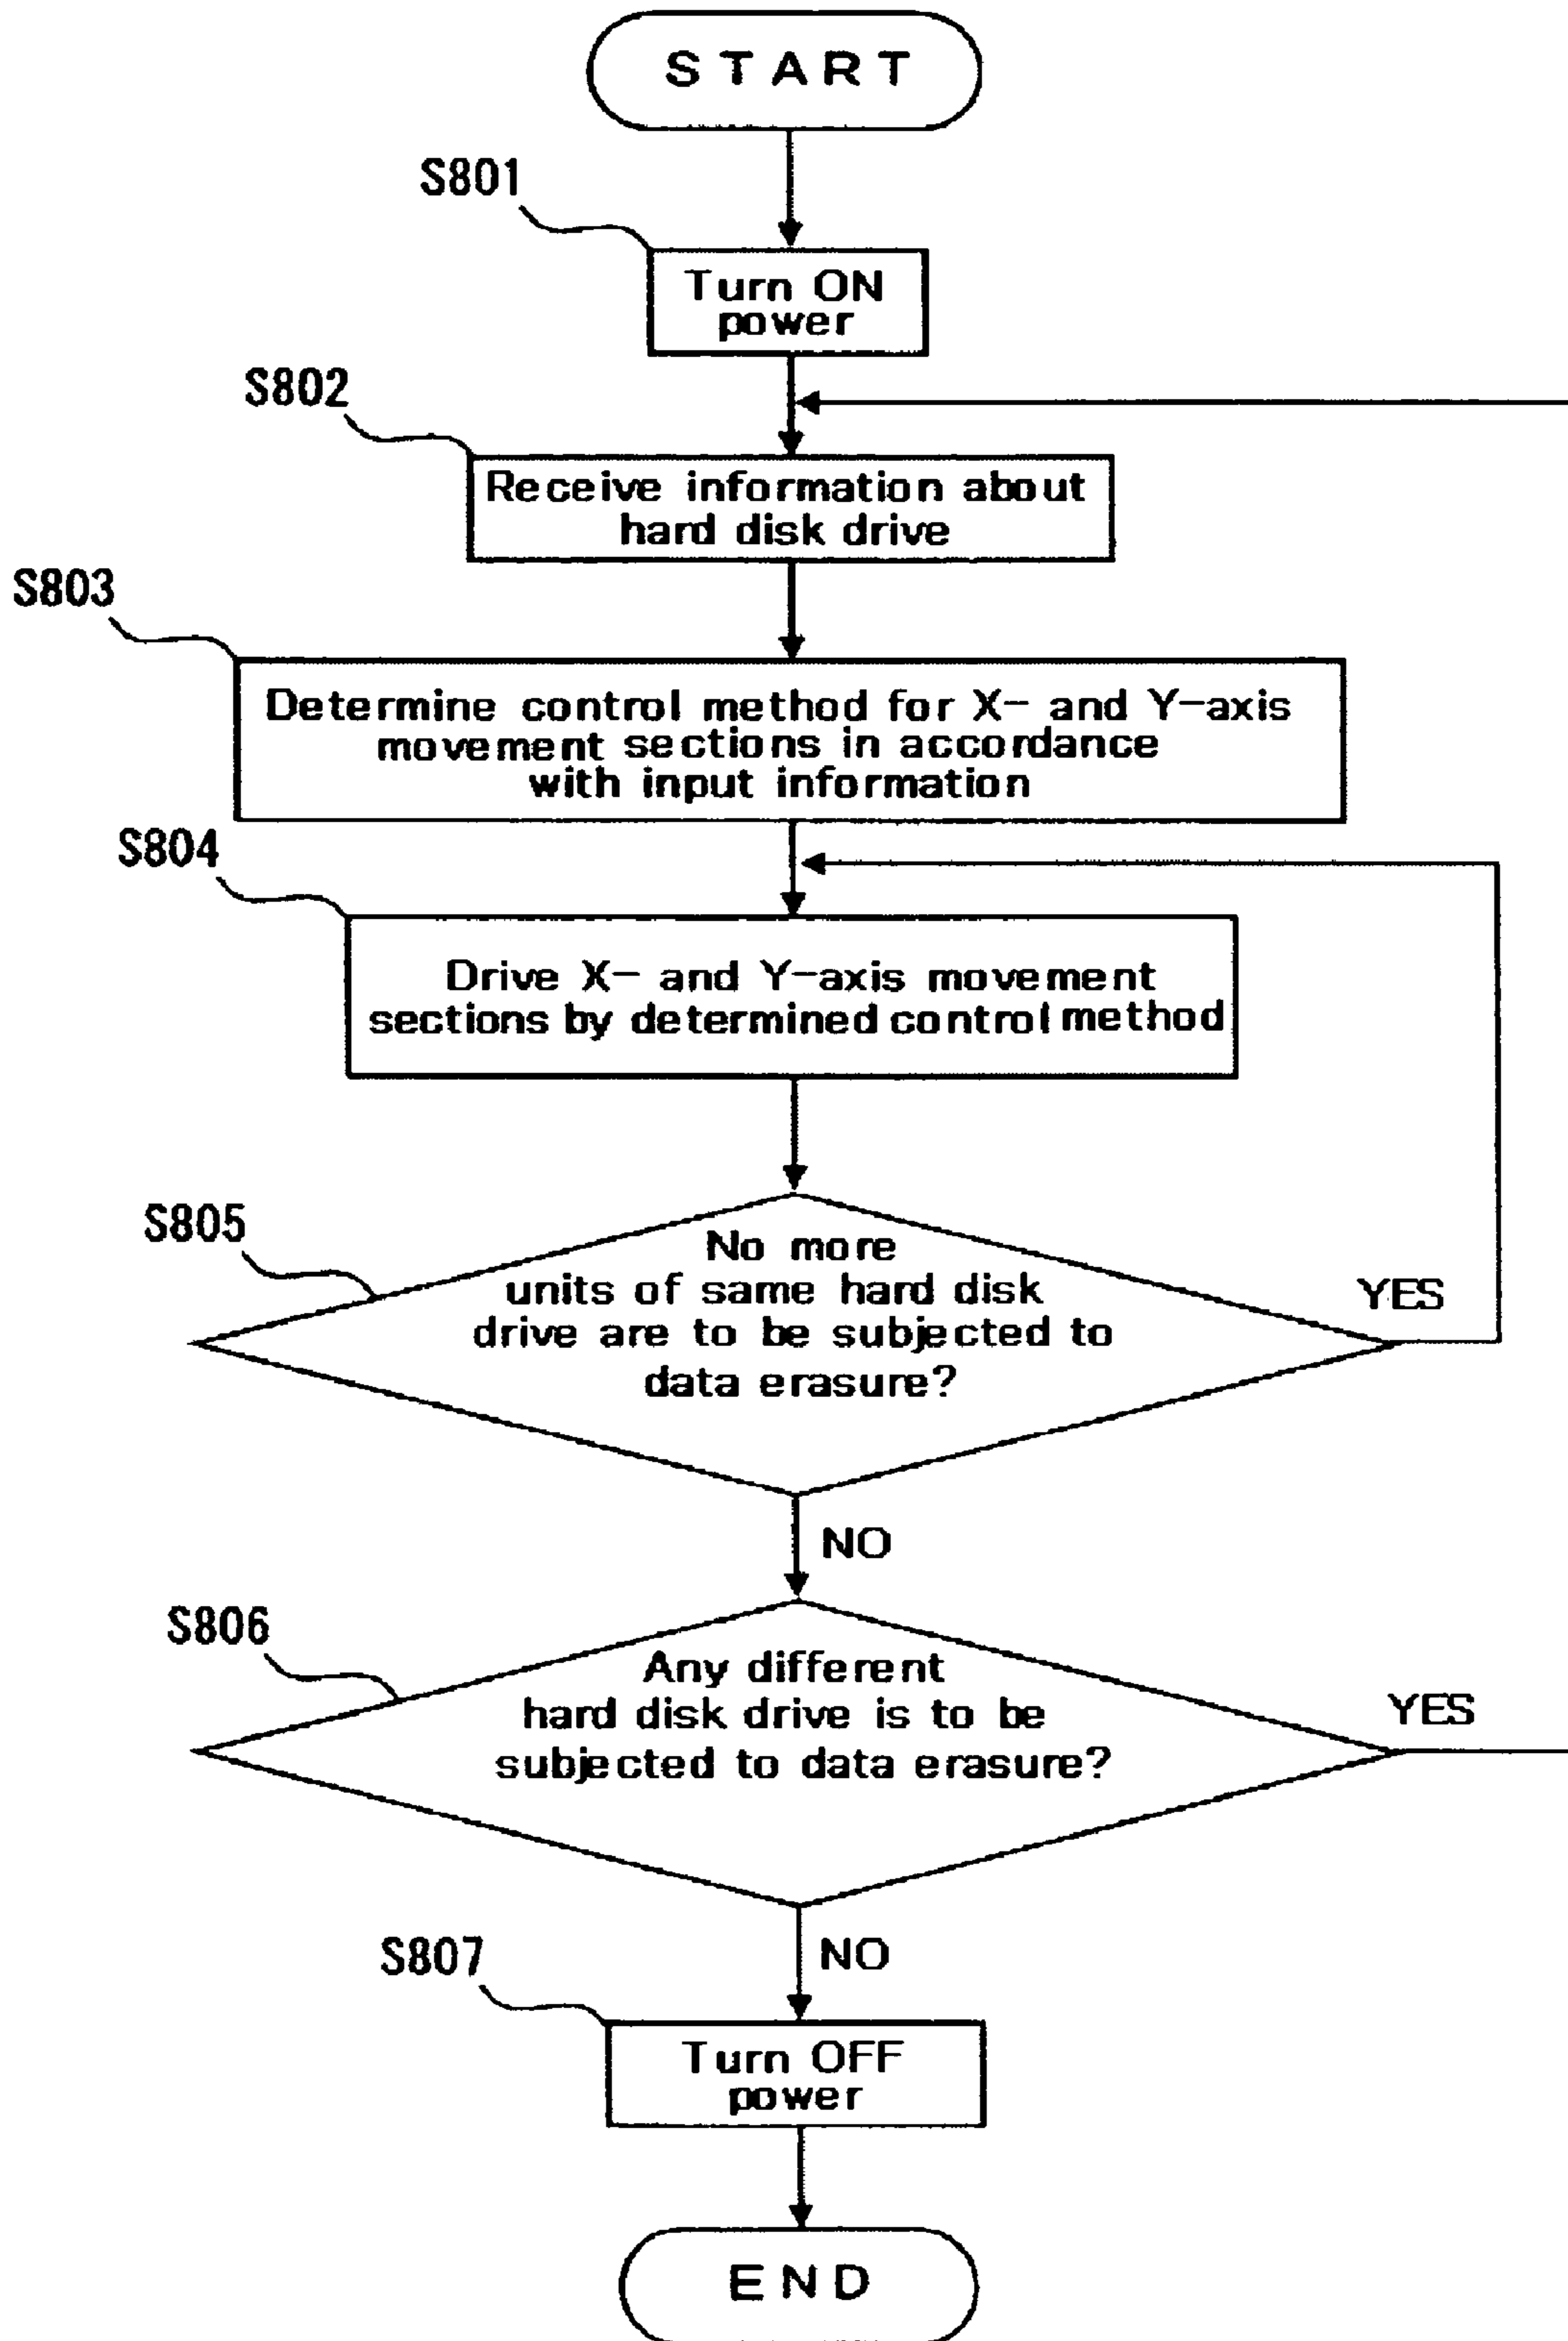 START
S801
Turn ON
power
S802
Receive information about
hard disk drive
S803
Determine control method for X- and Y-axis
movement sections in accordance
with input information
S804
Drive X- and Y-axis movement
sections by determined control method
S805
No more
units of same hard disk
drive are to be subjected to
data erasure?
YES
NO
S806
Any different
hard disk drive is to be
subjected to data erasure?
YES
NO
S807
Turn OFF
power
END